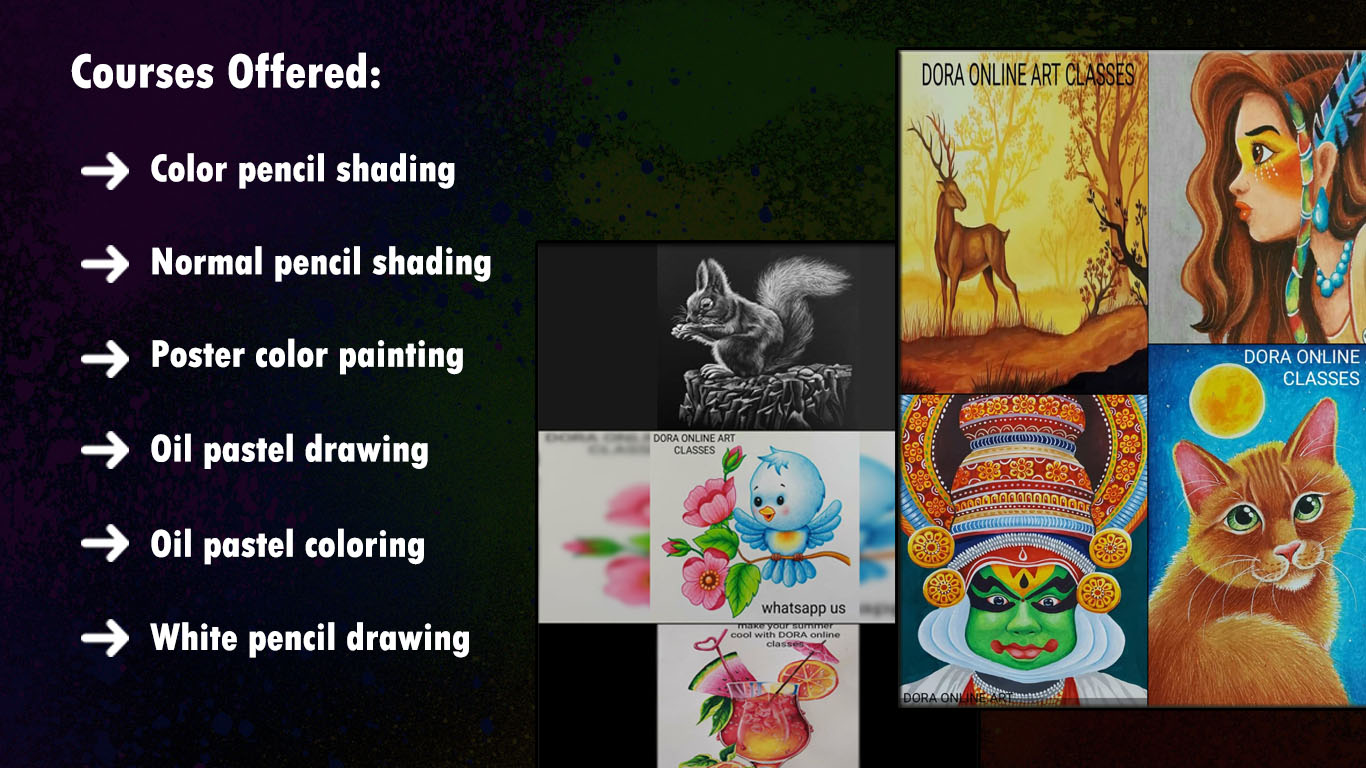 Courses Offered:
Color pencil shading
Normal pencil shading
Poster color painting
Oil pastel drawing
Oil pastel coloring
White pencil drawing
DORA ONLINE ART
CLASSES
whatsapp us
make your summer
cool with DORA online
classes
DORA ONLINE ART CLASSES
DORA ONLINE
CLASSES
DORA ONLINE ART